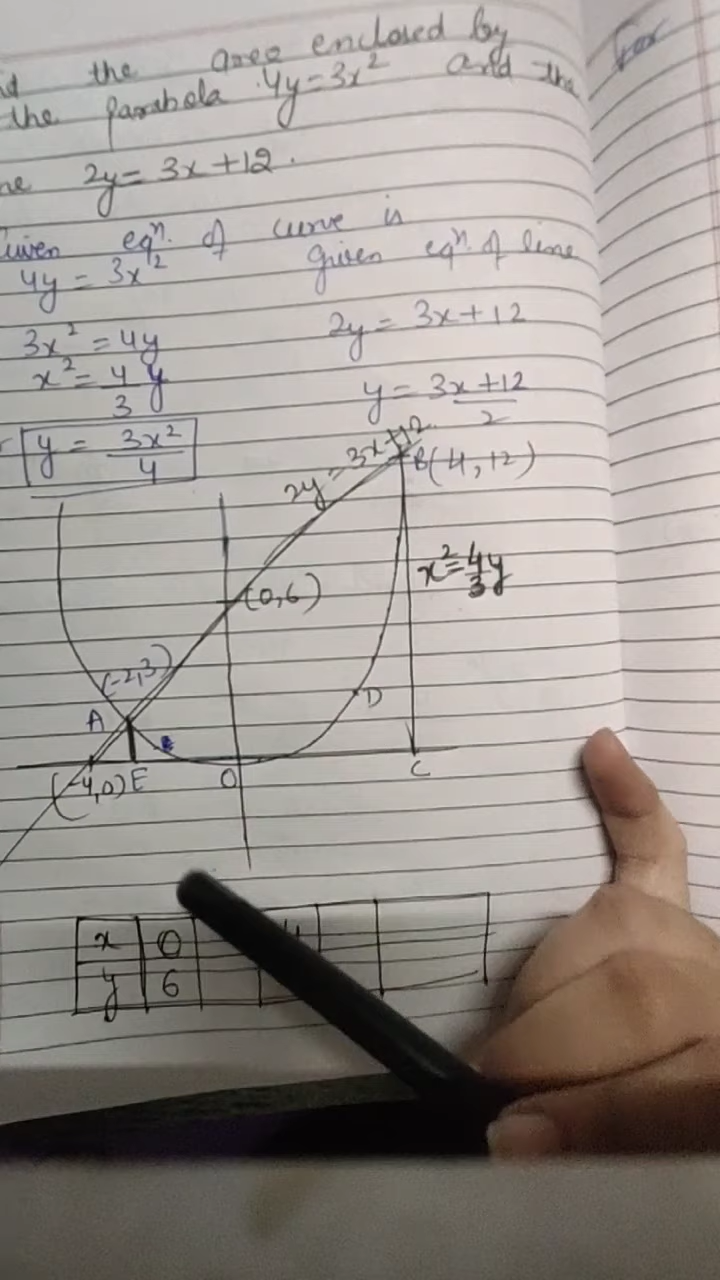 the area enclosed by
the parabola 4y=3x² and the
2y = 3x +12 .
Given eqⁿ. of curve is
4y = 3x²
given eqⁿ. of line
3x² = 4y
2y = 3x + 12
x² = 4/3 y
y = 3x +12/2
y = 3x²/4
2y = 3x+12
B(4,12)
x²=4/3y
(0,6)
(-2,3)
A
D
(-4,0) E
O
C
x 0 4
y 6